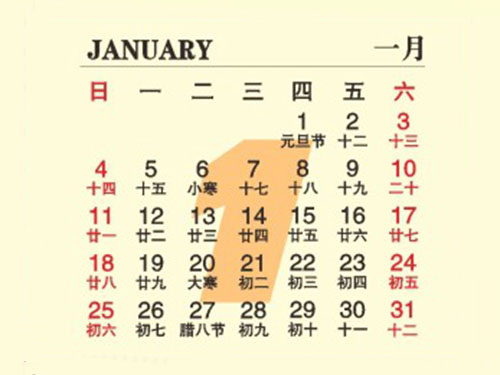 JANUARY 一月
日 一 二 三 四 五 六
1 2 3
元旦节 十二 十三
4 5 6 7 8 9 10
十四 十五 小寒 十七 十八 十九 二十
11 12 13 14 15 16 17
廿一 廿二 廿三 廿四 廿五 廿六 廿七
18 19 20 21 22 23 24
廿八 廿九 大寒 初二 初三 初四 初五
25 26 27 28 29 30 31
初六 初七 腊八节 初九 初十 十一 十二
1